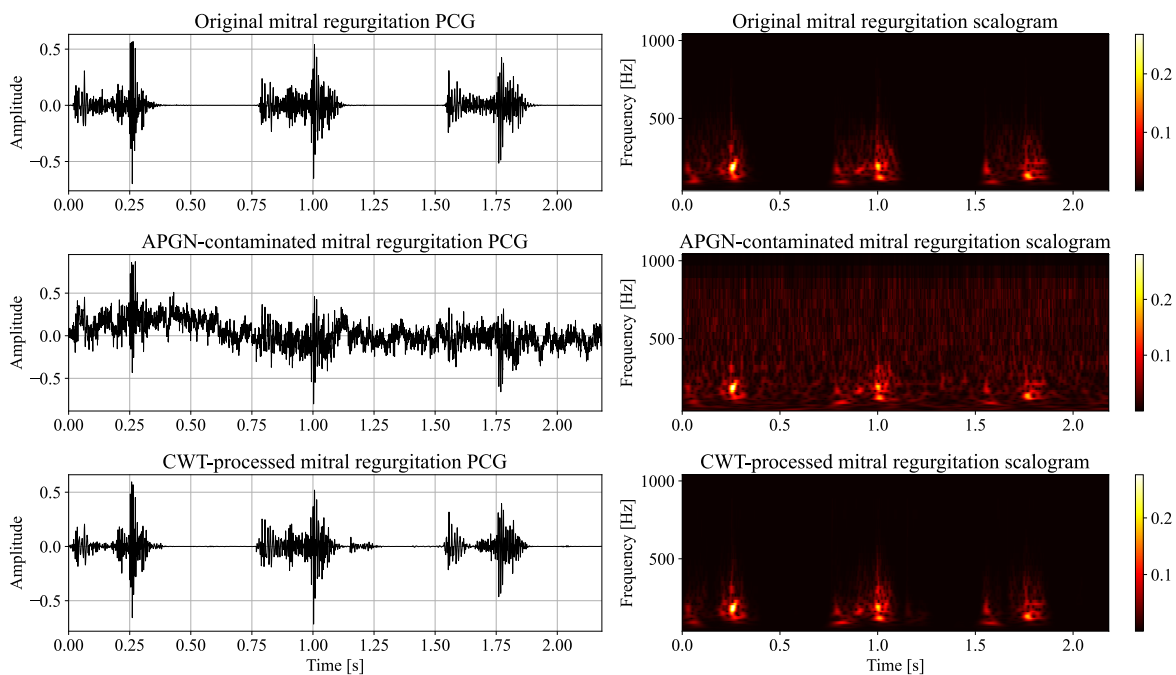 Original mitral regurgitation PCG
Amplitude
0.5
0.0
−0.5
0.00 0.25 0.50 0.75 1.00 1.25 1.50 1.75 2.00
Original mitral regurgitation scalogram
Frequency [Hz]
1000
500
0.0 0.5 1.0 1.5 2.0
0.2
0.1
APGN-contaminated mitral regurgitation PCG
Amplitude
0.5
0.0
−0.5
0.00 0.25 0.50 0.75 1.00 1.25 1.50 1.75 2.00
APGN-contaminated mitral regurgitation scalogram
Frequency [Hz]
1000
500
0.0 0.5 1.0 1.5 2.0
0.2
0.1
CWT-processed mitral regurgitation PCG
Amplitude
0.5
0.0
−0.5
0.00 0.25 0.50 0.75 1.00 1.25 1.50 1.75 2.00
Time [s]
CWT-processed mitral regurgitation scalogram
Frequency [Hz]
1000
500
0.0 0.5 1.0 1.5 2.0
Time [s]
0.2
0.1